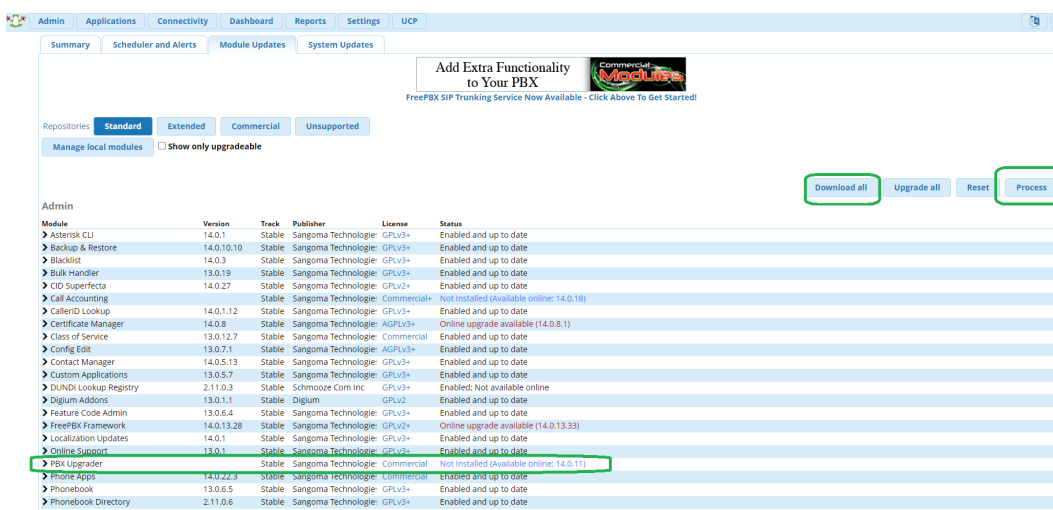 Admin Applications Connectivity Dashboard Reports Settings UCP
Summary Scheduler and Alerts Module Updates System Updates
Add Extra Functionality
to Your PBX
Commercial
Modules
FreePBX SIP Trunking Service Now Available - Click Above To Get Started!
Repositories Standard Extended Commercial Unsupported
Manage local modules Show only upgradeable
Download all Upgrade all Reset Process
Admin
Module Version Track Publisher License Status
Asterisk CLI 14.0.1 Stable Sangoma Technologie: GPLv3+ Enabled and up to date
Backup & Restore 14.0.10.10 Stable Sangoma Technologie: GPLv3+ Enabled and up to date
Blacklist 14.0.3 Stable Sangoma Technologie: GPLv3+ Enabled and up to date
Bulk Handler 13.0.19 Stable Sangoma Technologie: GPLv3+ Enabled and up to date
CID Superfecta 14.0.27 Stable Sangoma Technologie: GPLv2+ Enabled and up to date
Call Accounting Stable Sangoma Technologie: Commercial+ Not Installed (Available online: 14.0.18)
CallerID Lookup 14.0.1.12 Stable Sangoma Technologie: GPLv3+ Enabled and up to date
Certificate Manager 14.0.8 Stable Sangoma Technologie: AGPLv3+ Online upgrade available (14.0.8.1)
Class of Service 13.0.12.7 Stable Sangoma Technologie: Commercial Enabled and up to date
Config Edit 13.0.7.1 Stable Sangoma Technologie: AGPLv3+ Enabled and up to date
Contact Manager 14.0.5.13 Stable Sangoma Technologie: GPLv3+ Enabled and up to date
Custom Applications 13.0.5.7 Stable Sangoma Technologie: GPLv3+ Enabled and up to date
DUNDi Lookup Registry 2.11.0.3 Stable Schmooze Com Inc GPLv3+ Enabled; Not available online
Digium Addons 13.0.1.1 Stable Digium GPLv2 Enabled and up to date
Feature Code Admin 13.0.6.4 Stable Sangoma Technologie: GPLv3+ Enabled and up to date
FreePBX Framework 14.0.13.28 Stable Sangoma Technologie: GPLv2+ Online upgrade available (14.0.13.33)
Localization Updates 14.0.1 Stable Sangoma Technologie: GPLv3+ Enabled and up to date
Online Support 13.0.1 Stable Sangoma Technologie: GPLv3+ Enabled and up to date
PBX Upgrader Stable Sangoma Technologie: Commercial Not Installed (Available online: 14.0.11)
Phone Apps 14.0.22.3 Stable Sangoma Technologie: Commercial Enabled and up to date
Phonebook 13.0.6.5 Stable Sangoma Technologie: GPLv3+ Enabled and up to date
Phonebook Directory 2.11.0.6 Stable Sangoma Technologie: GPLv3+ Enabled and up to date